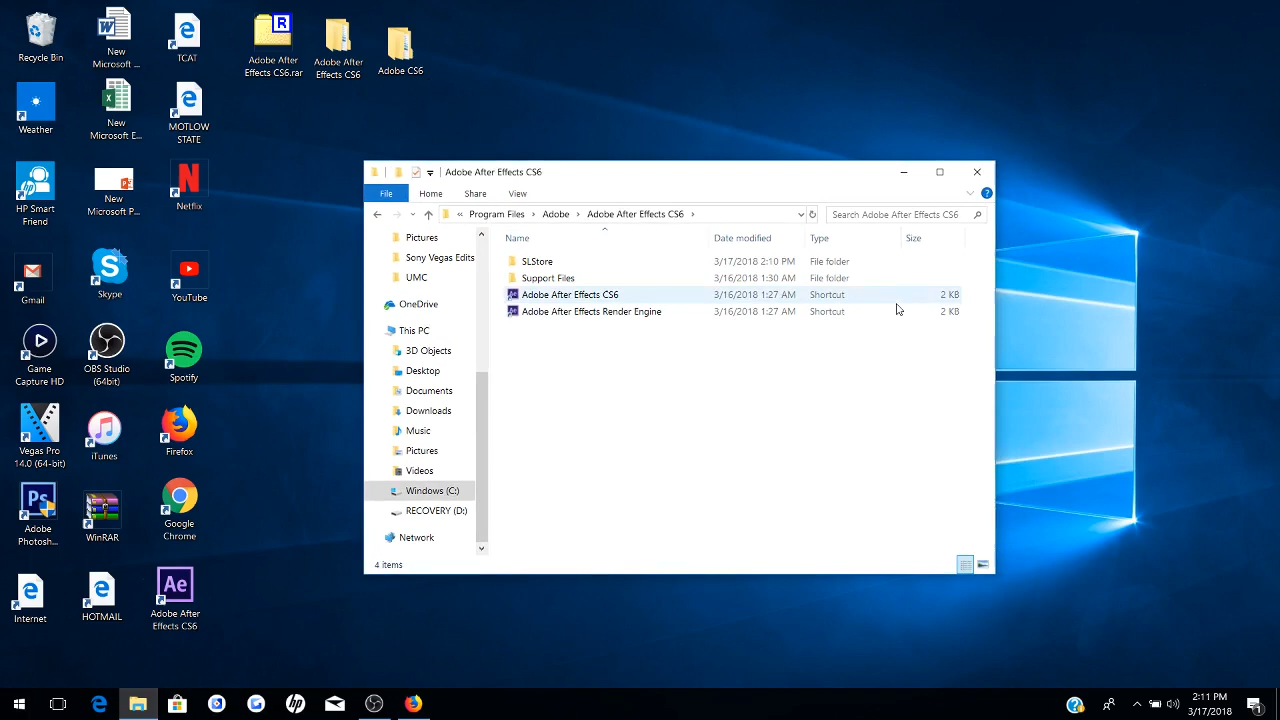 Recycle Bin
New
Microsoft ...
TCAT
R
Adobe After
Effects CS6.rar
Adobe After
Effects CS6
Adobe CS6
Weather
New
Microsoft E...
MOTLOW
STATE
HP Smart
Friend
New
Microsoft P...
Netflix
Gmail
Skype
YouTube
Game
Capture HD
OBS Studio
(64bit)
Spotify
Vegas Pro
14.0 (64-bit)
iTunes
Firefox
Ps
Adobe
Photosh...
WinRAR
Google
Chrome
Internet
HOTMAIL
Ae
Adobe After
Effects CS6
Adobe After Effects CS6
File
Home
Share
View
« Program Files > Adobe > Adobe After Effects CS6 >
Search Adobe After Effects CS6
Pictures
Sony Vegas Edits
UMC
OneDrive
This PC
3D Objects
Desktop
Documents
Downloads
Music
Pictures
Videos
Windows (C:)
RECOVERY (D:)
Network
Name Date modified Type Size
SLStore 3/17/2018 2:10 PM File folder
Support Files 3/16/2018 1:30 AM File folder
Adobe After Effects CS6 3/16/2018 1:27 AM Shortcut 2 KB
Adobe After Effects Render Engine 3/16/2018 1:27 AM Shortcut 2 KB
4 items
2:11 PM
3/17/2018